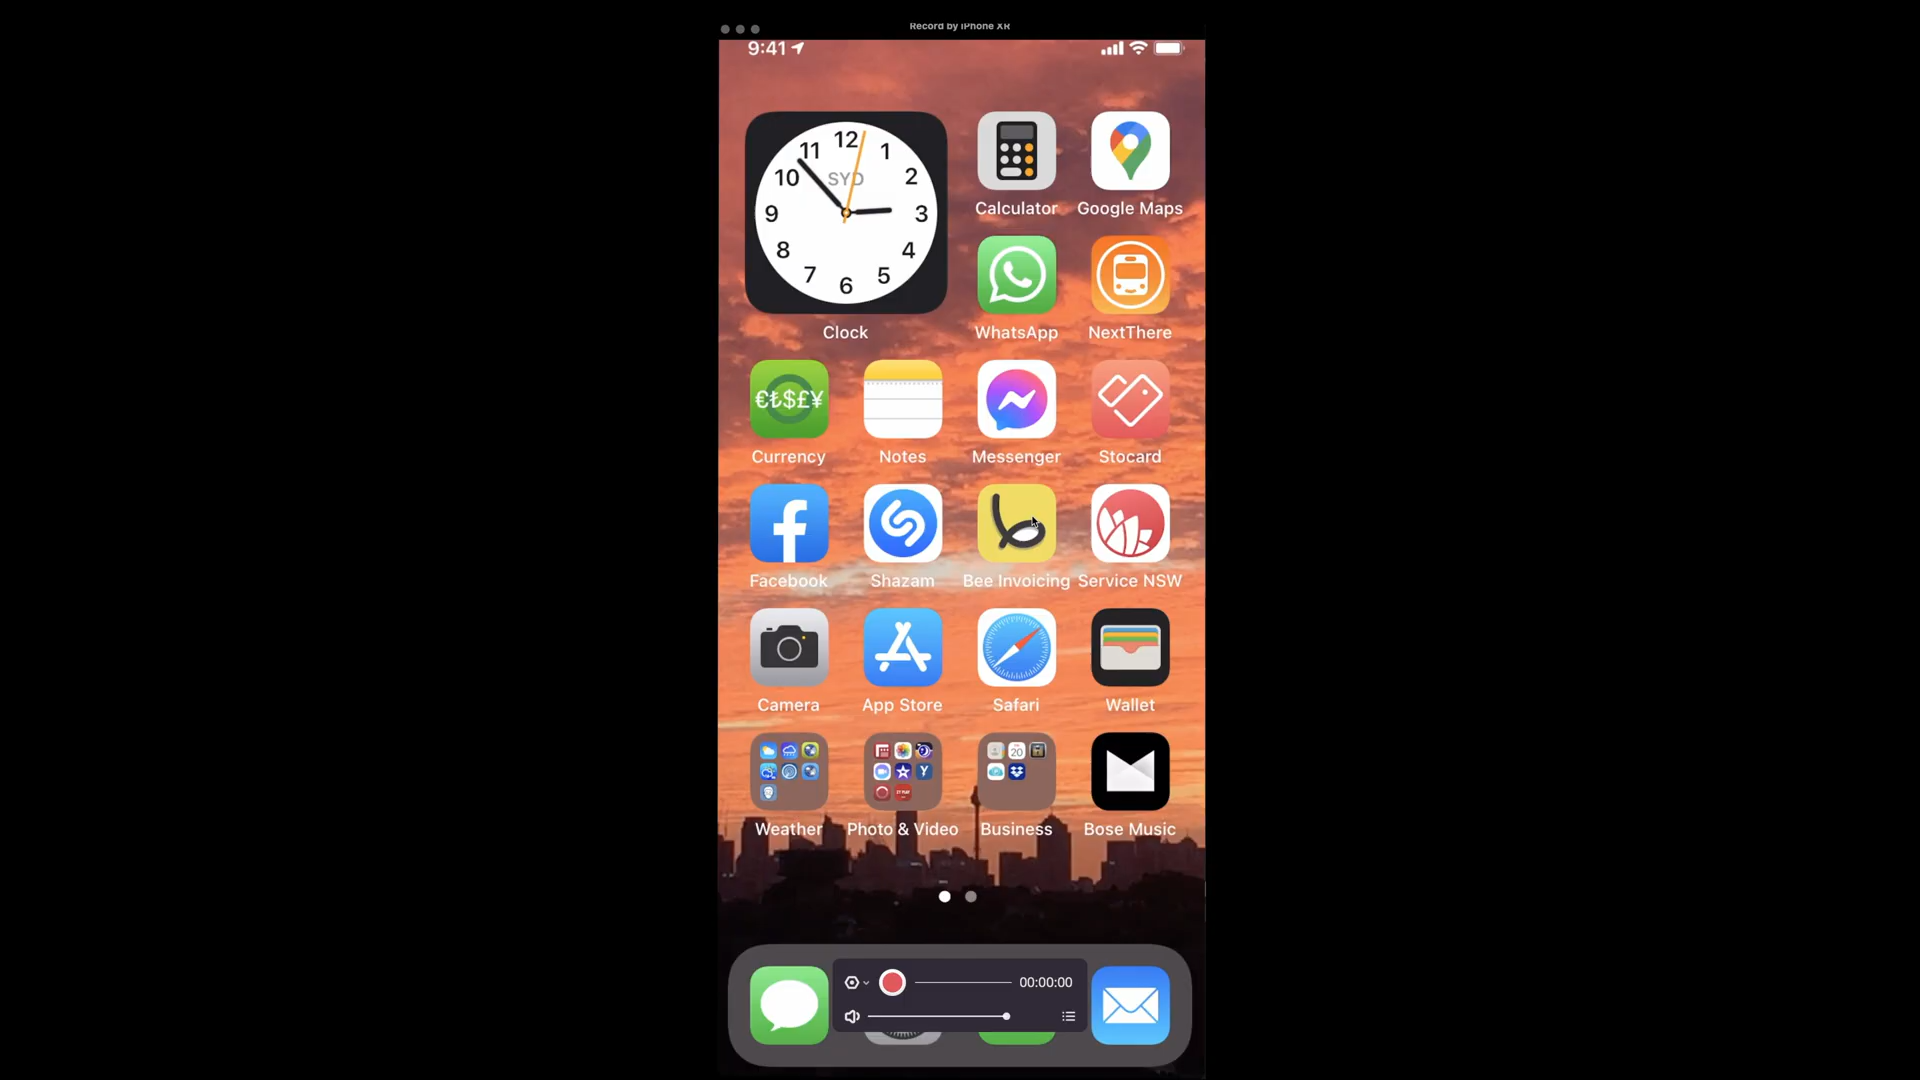 Record by iPhone XR
9:41
12
11
1
10
SYD
2
9
3
8
4
7
5
6
Clock
Calculator
Google Maps
WhatsApp
NextThere
€₺$£¥
Currency
Notes
Messenger
Stocard
Facebook
Shazam
Bee Invoicing
Service NSW
Camera
App Store
Safari
Wallet
20
Weather
Photo & Video
Business
Bose Music
00:00:00